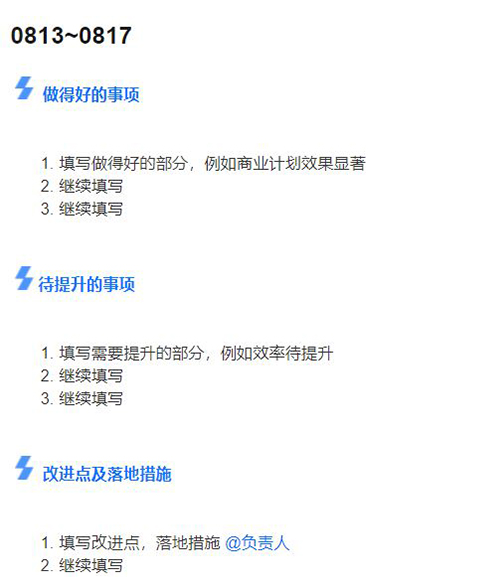 0813~0817
做得好的事项
1. 填写做得好的部分，例如商业计划效果显著
2. 继续填写
3. 继续填写
待提升的事项
1. 填写需要提升的部分，例如效率待提升
2. 继续填写
3. 继续填写
改进点及落地措施
1. 填写改进点，落地措施 @负责人
2. 继续填写